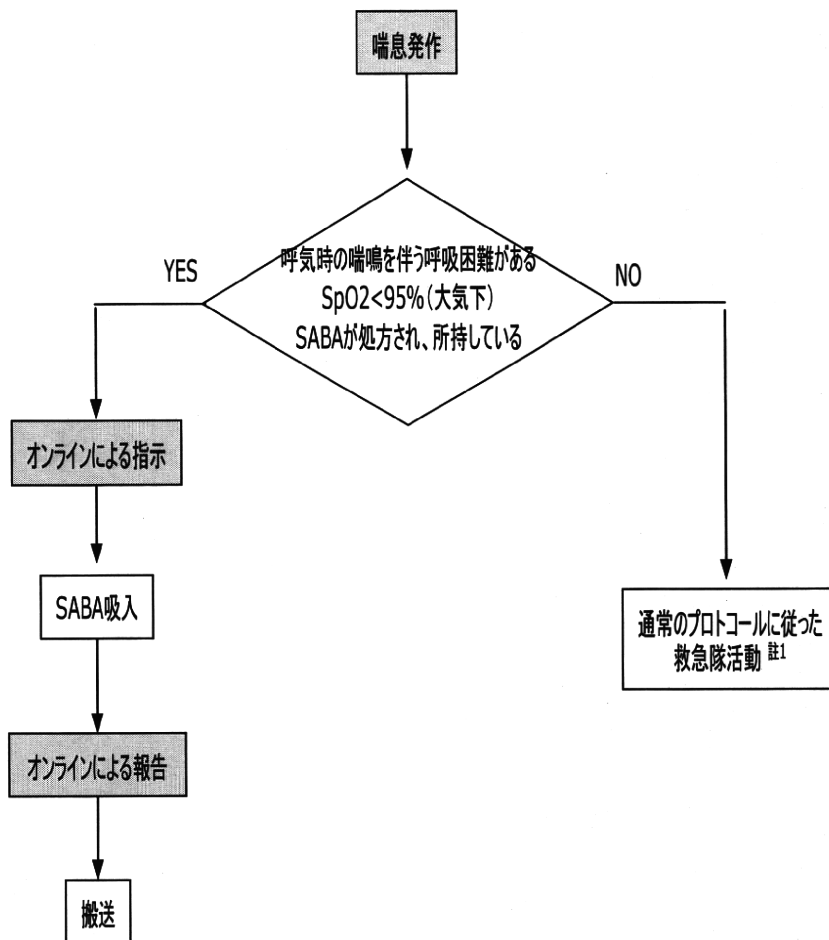 喘息発作
呼気時の喘鳴を伴う呼吸困難がある
YES
NO
SpO2<95%(大気下)
SABAが処方され、所持している
オンラインによる指示
SABA吸入
通常のプロトコールに従った
救急隊活動 註1
オンラインによる報告
搬送